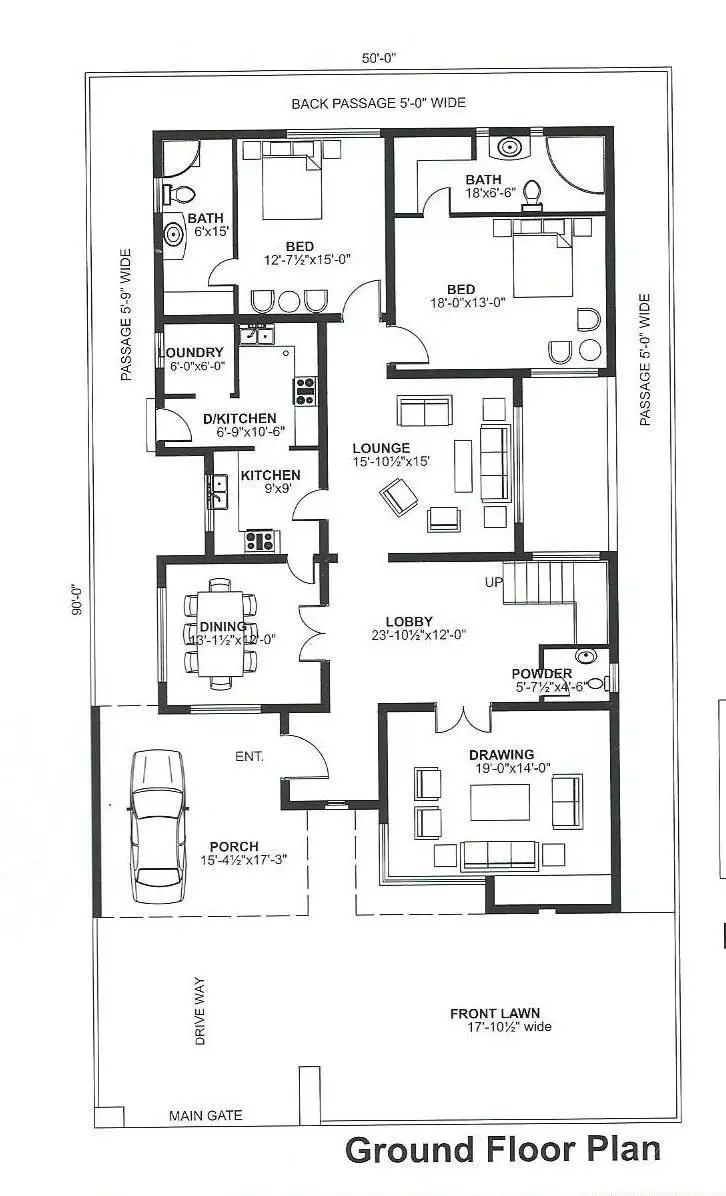 50'-0"
BACK PASSAGE 5'-0" WIDE
BATH
18'x6'-6"
BATH
6'x15'
BED
12'-7½"x15'-0"
BED
18'-0"x13'-0"
PASSAGE 5'-9" WIDE
PASSAGE 5'-0" WIDE
LOUNDRY
6'-0"x6'-0"
D/KITCHEN
6'-9"x10'-6"
LOUNGE
15'-10½"x15'
KITCHEN
9'x9'
90'-0"
UP
LOBBY
23'-10½"x12'-0"
DINING
13'-1½"x12'-0"
POWDER
5'-7½"x4'-6"
ENT.
DRAWING
19'-0"x14'-0"
PORCH
15'-4½"x17'-3"
DRIVE WAY
FRONT LAWN
17'-10½" wide
MAIN GATE
Ground Floor Plan